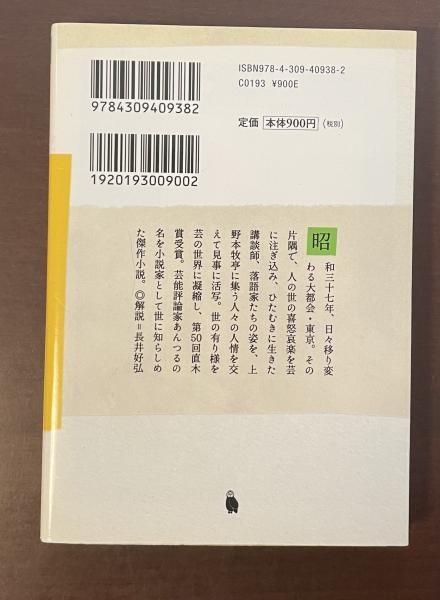 ISBN978-4-309-40938-2
C0193 ¥900E
9784309409382
定価 本体900円 (税別)
1920193009002
昭和三十七年、日々移り変
わる大都会・東京。その
片隅で、人の世の喜怒哀楽を芸
に注ぎ込み、ひたむきに生きた
講談師、落語家たちの姿を、上
野本牧亭に集う人々の人情を交
えて見事に活写。世の有り様を
芸の世界に凝縮し、第50回直木
賞受賞。芸能評論家あんつるの
名を小説家として世に知らしめ
た傑作小説。◎解説=長井好弘